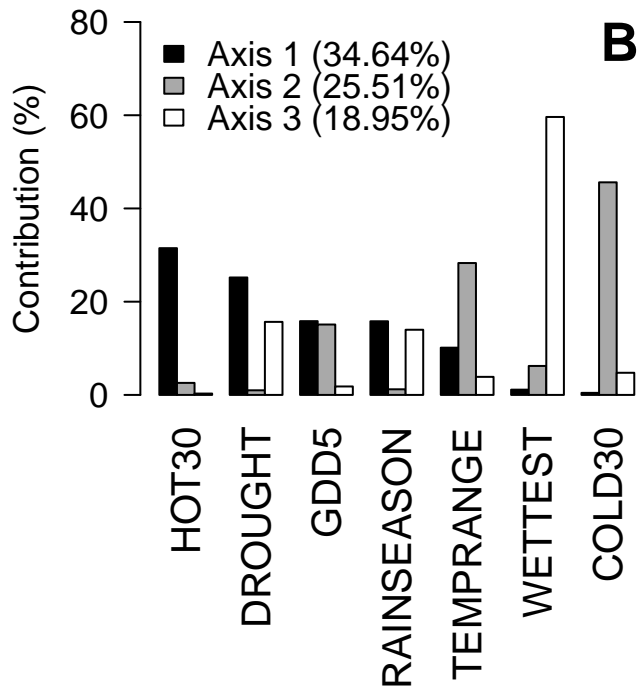 B
Axis 1 (34.64%)
Axis 2 (25.51%)
Axis 3 (18.95%)
Contribution (%)
80
60
40
20
0
HOT30
DROUGHT
GDD5
RAINSEASON
TEMPRANGE
WETTEST
COLD30